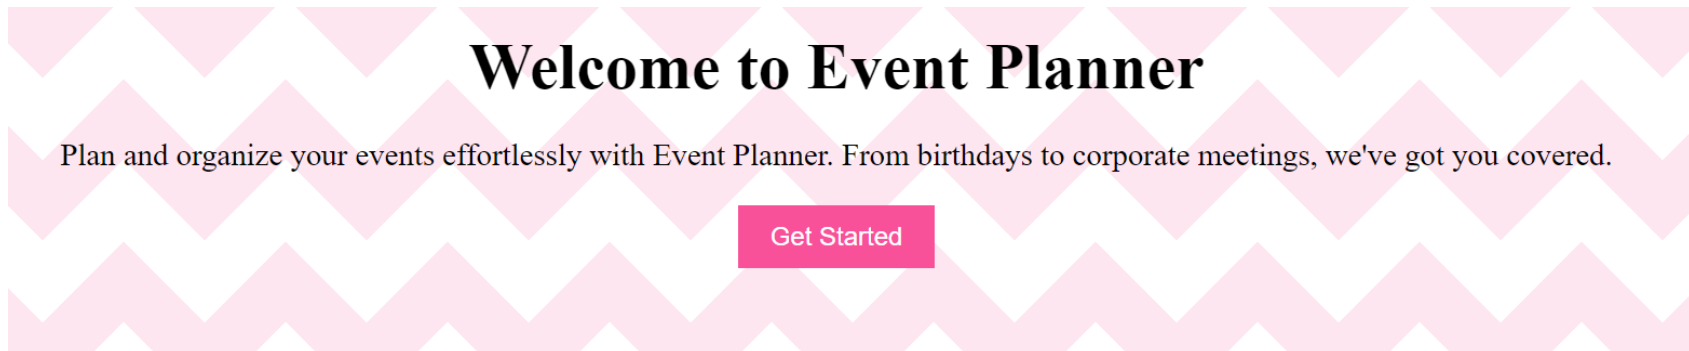 Welcome to Event Planner
Plan and organize your events effortlessly with Event Planner. From birthdays to corporate meetings, we've got you covered.
Get Started